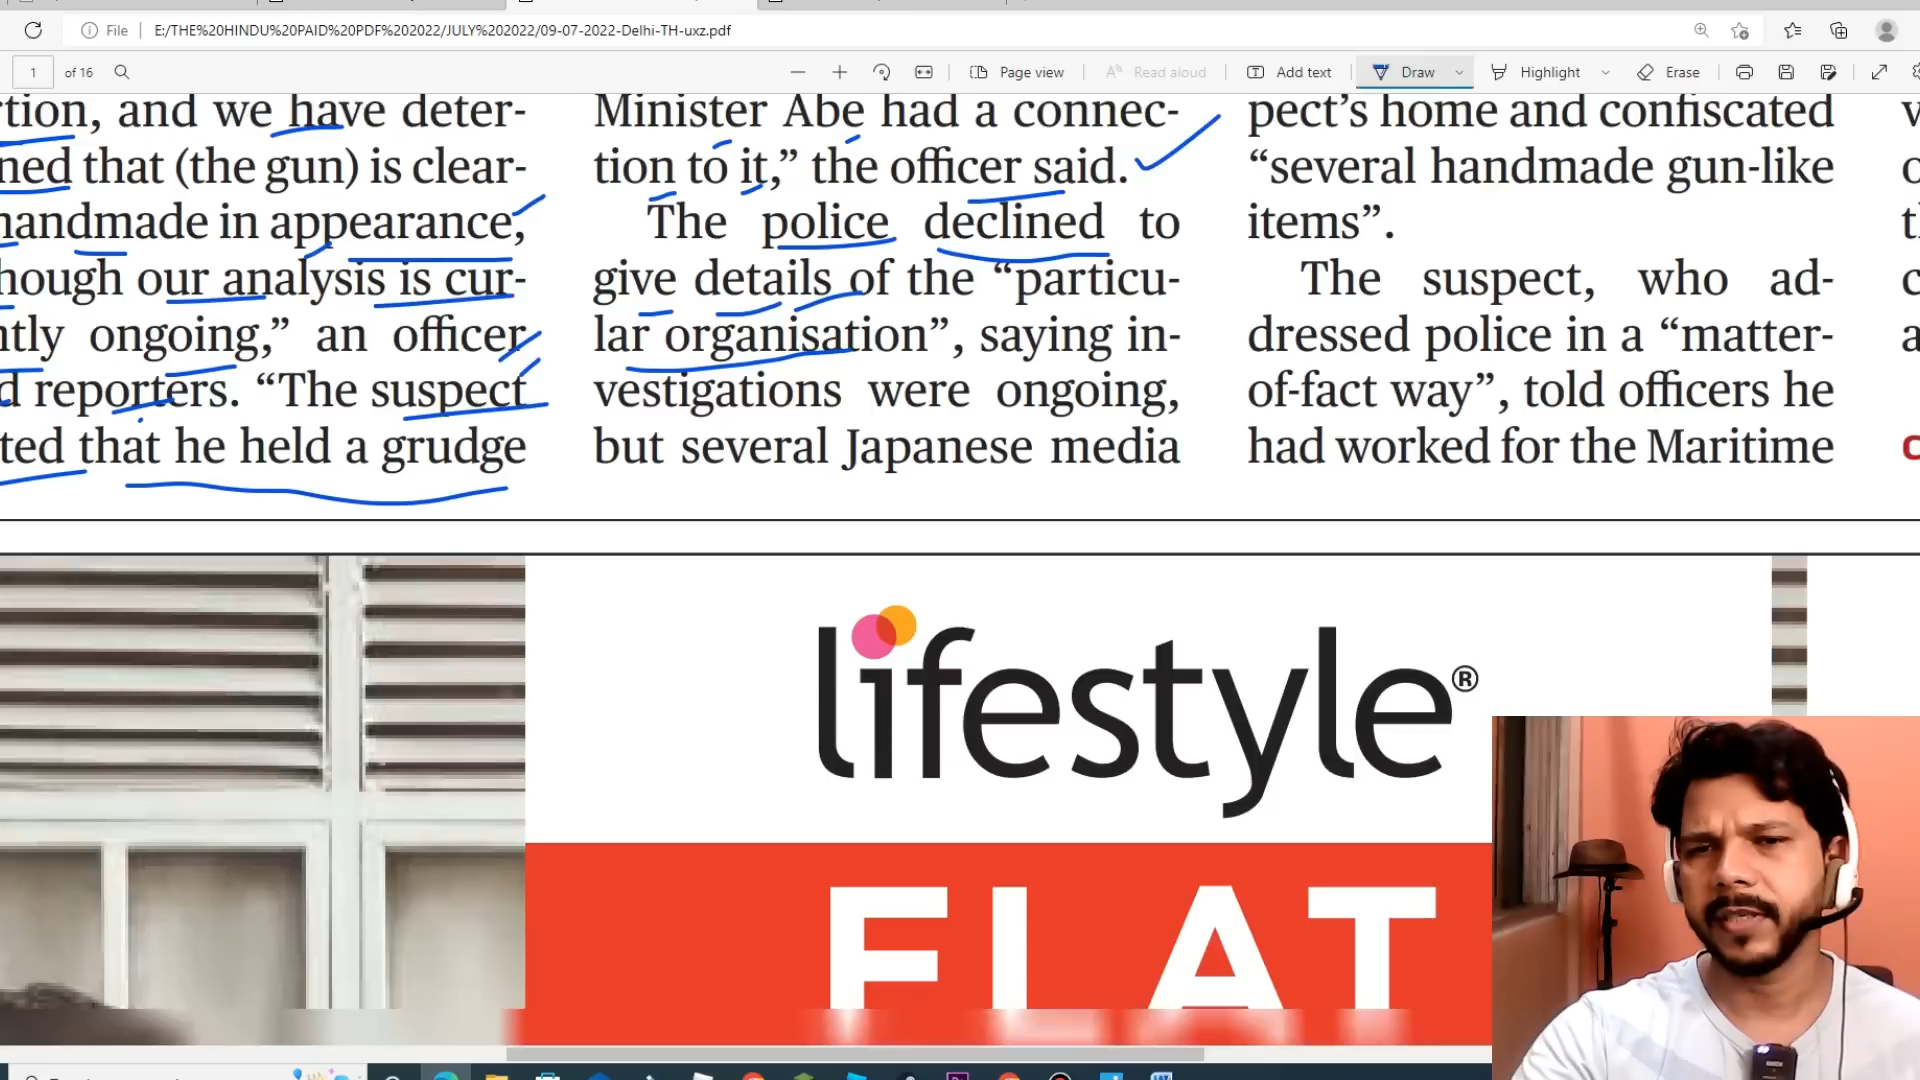 File
E:/THE%20HINDU%20PAID%20PDF%202022/JULY%202022/09-07-2022-Delhi-TH-uxz.pdf
1 of 16
Page view
Read aloud
Add text
Draw
Highlight
Erase
rtion, and we have deter-
ned that (the gun) is clear-
handmade in appearance,
hough our analysis is cur-
ntly ongoing,” an officer
d reporters. “The suspect
ted that he held a grudge
Minister Abe had a connec-
tion to it,” the officer said.
The police declined to
give details of the “particu-
lar organisation”, saying in-
vestigations were ongoing,
but several Japanese media
pect’s home and confiscated
“several handmade gun-like
items”.
The suspect, who ad-
dressed police in a “matter-
of-fact way”, told officers he
had worked for the Maritime
lifestyle®
FLAT